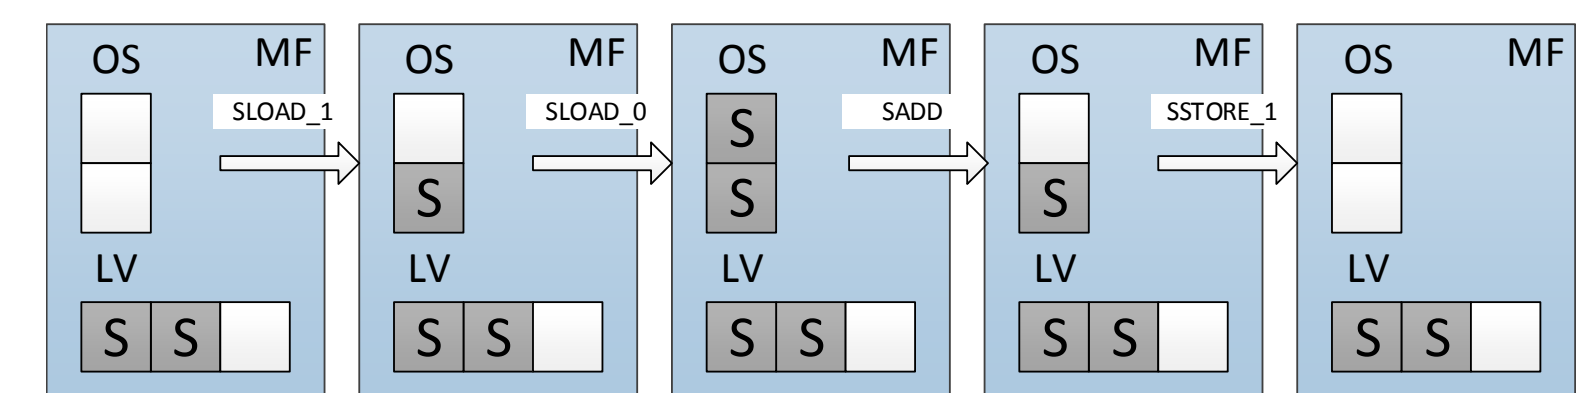 OS MF SLOAD_1 OS MF SLOAD_0 OS MF SADD OS MF SSTORE_1 OS MF
S
S S S S
LV LV LV LV LV
S S S S S S S S S S